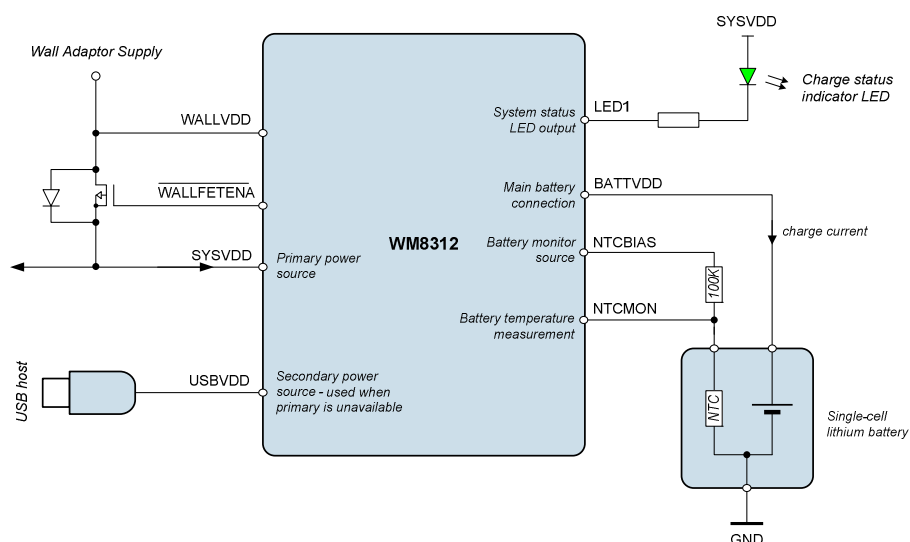 SYSVDD
Wall Adaptor Supply
Charge status
indicator LED
WALLVDD
System status
LED output
LED1
WALLFETENA
Main battery
connection
BATTVDD
charge current
WM8312
SYSVDD
Primary power
source
Battery monitor
source
NTCBIAS
100K
Battery temperature
measurement
NTCMON
USB host
USBVDD
Secondary power
source - used when
primary is unavailable
NTC
Single-cell
lithium battery
GND